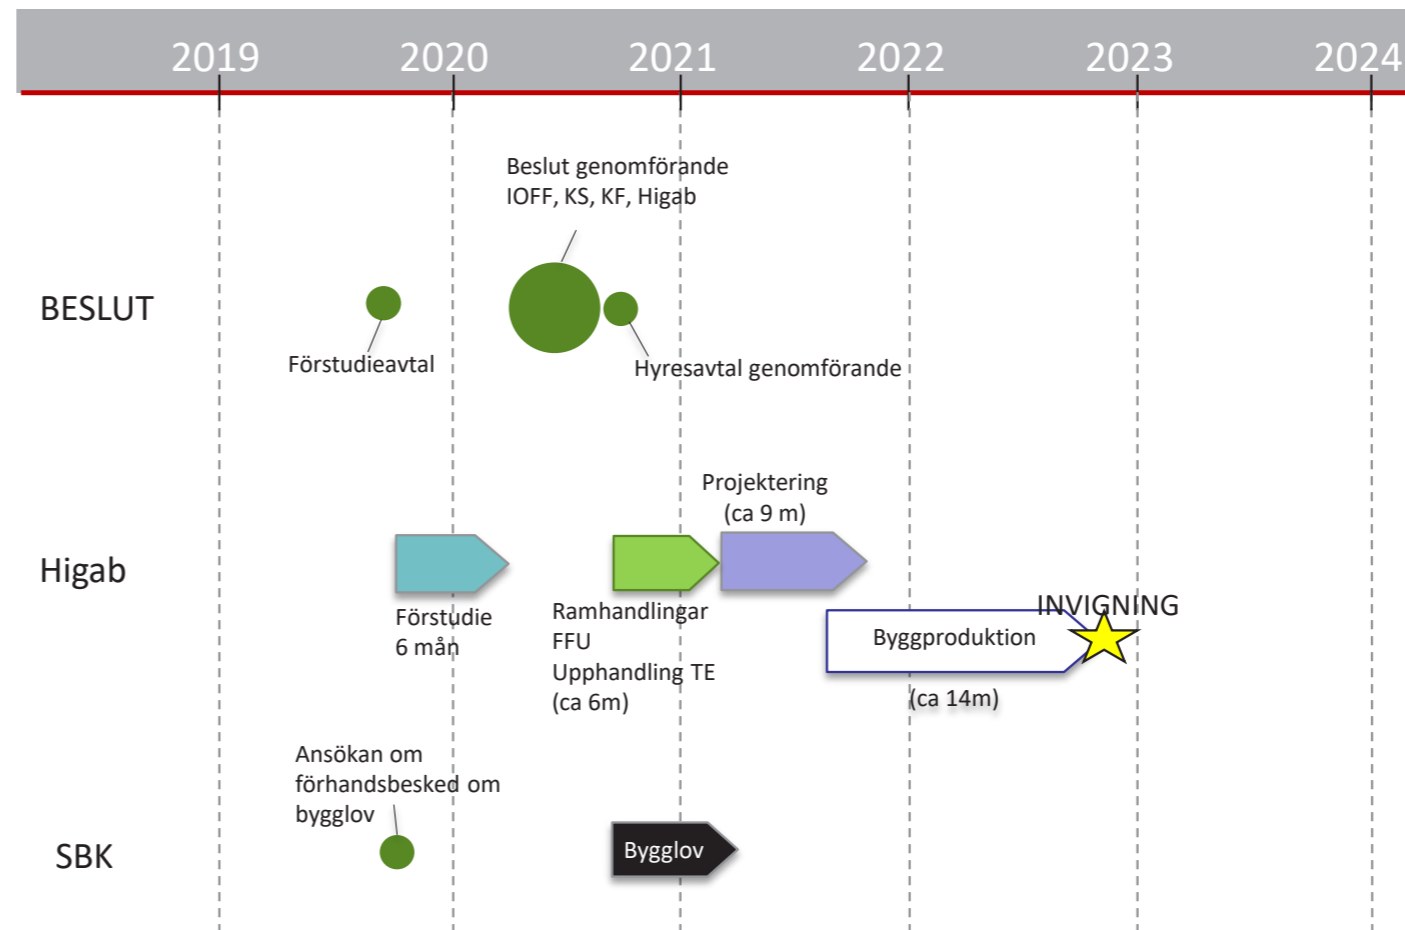 2019 2020 2021 2022 2023 2024
Beslut genomförande
IOFF, KS, KF, Higab
BESLUT
Förstudieavtal
Hyresavtal genomförande
Projektering
(ca 9 m)
Higab
Förstudie
6 mån
Ramhandlingar
FFU
Upphandling TE
(ca 6m)
INVIGNING
Byggproduktion
(ca 14m)
Ansökan om
förhandsbesked om
bygglov
SBK
Bygglov